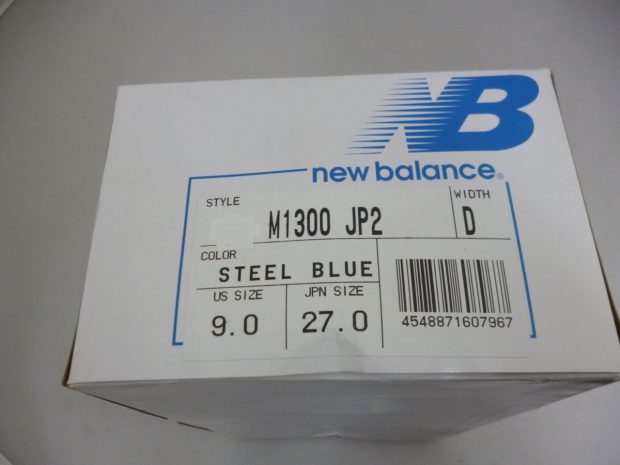 NB
new balance®
STYLE
M1300 JP2
WIDTH
D
COLOR
STEEL BLUE
US SIZE
9.0
JPN SIZE
27.0
4548871607967